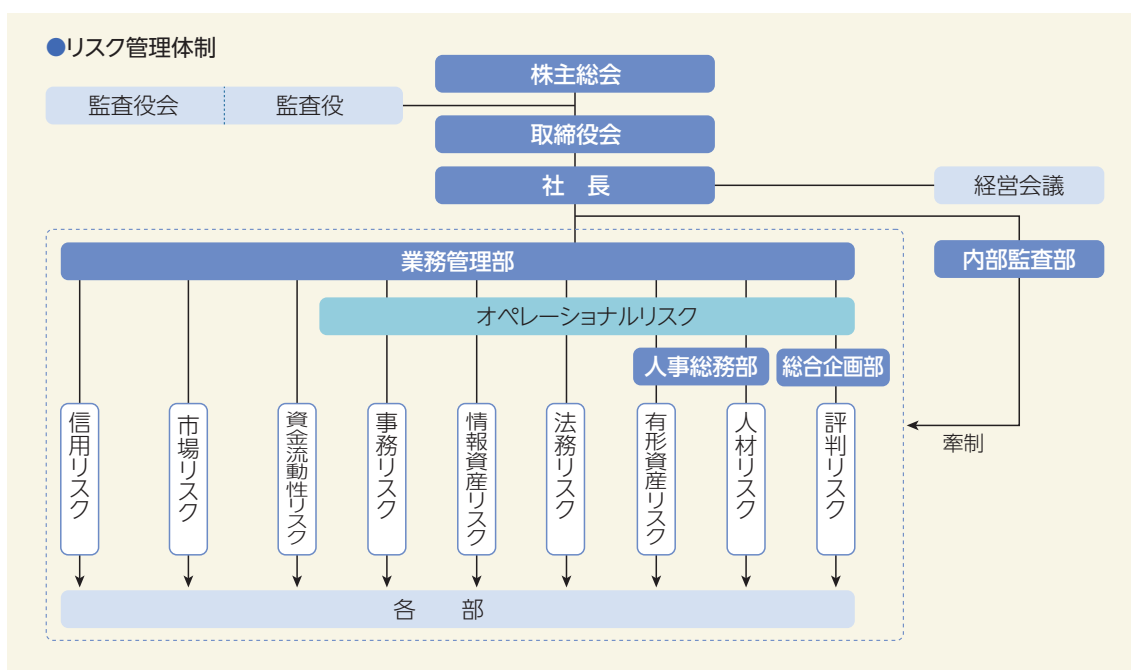 ●リスク管理体制
株主総会
監査役会
監査役
取締役会
社 長
経営会議
業務管理部
内部監査部
オペレーショナルリスク
人事総務部
総合企画部
信用リスク
市場リスク
資金流動性リスク
事務リスク
情報資産リスク
法務リスク
有形資産リスク
人材リスク
評判リスク
牽制
各 部